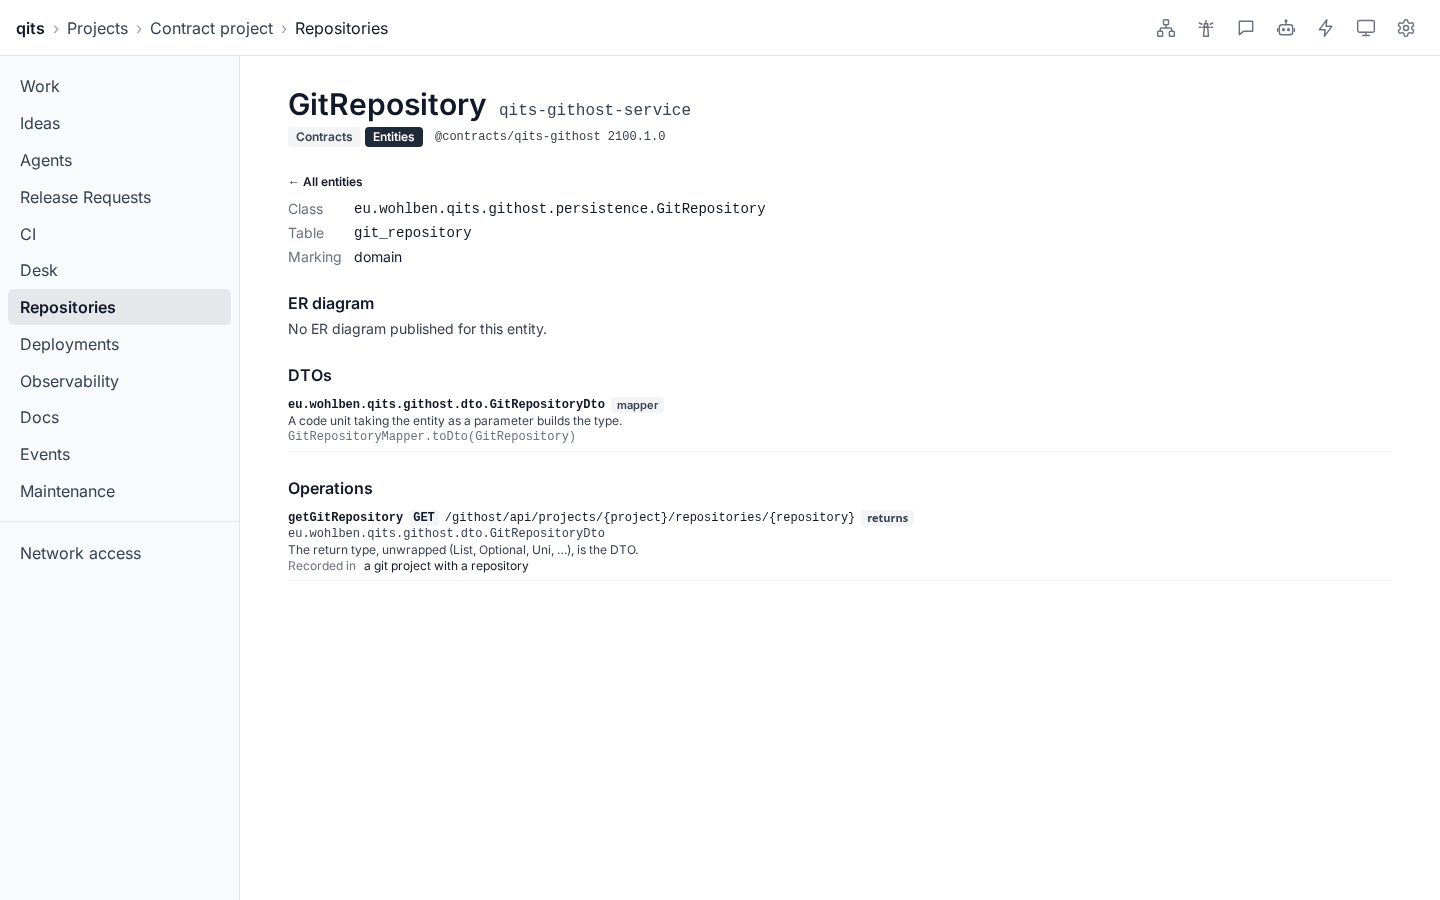 qits › Projects › Contract project › Repositories
Work
Ideas
Agents
Release Requests
CI
Desk
Repositories
Deployments
Observability
Docs
Events
Maintenance
Network access
GitRepository qits-githost-service
Contracts Entities @contracts/qits-githost 2100.1.0
← All entities
Class eu.wohlben.qits.githost.persistence.GitRepository
Table git_repository
Marking domain
ER diagram
No ER diagram published for this entity.
DTOs
eu.wohlben.qits.githost.dto.GitRepositoryDto mapper
A code unit taking the entity as a parameter builds the type.
GitRepositoryMapper.toDto(GitRepository)
Operations
getGitRepository GET /githost/api/projects/{project}/repositories/{repository} returns
eu.wohlben.qits.githost.dto.GitRepositoryDto
The return type, unwrapped (List, Optional, Uni, …), is the DTO.
Recorded in a git project with a repository